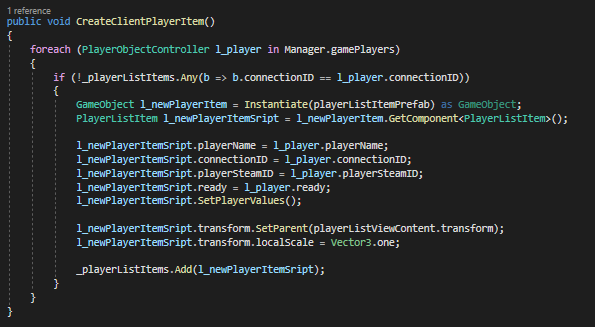 1 reference
public void CreateClientPlayerItem()
{
foreach (PlayerObjectController l_player in Manager.gamePlayers)
{
if (!_playerListItems.Any(b => b.connectionID == l_player.connectionID))
{
GameObject l_newPlayerItem = Instantiate(playerListItemPrefab) as GameObject;
PlayerListItem l_newPlayerItemSript = l_newPlayerItem.GetComponent<PlayerListItem>();
l_newPlayerItemSript.playerName = l_player.playerName;
l_newPlayerItemSript.connectionID = l_player.connectionID;
l_newPlayerItemSript.playerSteamID = l_player.playerSteamID;
l_newPlayerItemSript.ready = l_player.ready;
l_newPlayerItemSript.SetPlayerValues();
l_newPlayerItemSript.transform.SetParent(playerListViewContent.transform);
l_newPlayerItemSript.transform.localScale = Vector3.one;
_playerListItems.Add(l_newPlayerItemSript);
}
}
}